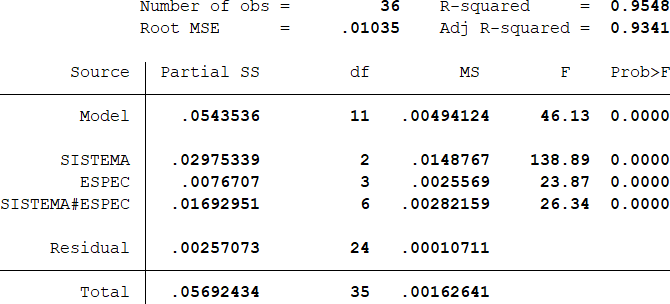 Number of obs = 36 R-squared = 0.9548
Root MSE = .01035 Adj R-squared = 0.9341
Source Partial SS df MS F Prob>F
Model .0543536 11 .00494124 46.13 0.0000
SISTEMA .02975339 2 .0148767 138.89 0.0000
ESPEC .0076707 3 .0025569 23.87 0.0000
SISTEMA#ESPEC .01692951 6 .00282159 26.34 0.0000
Residual .00257073 24 .00010711
Total .05692434 35 .00162641